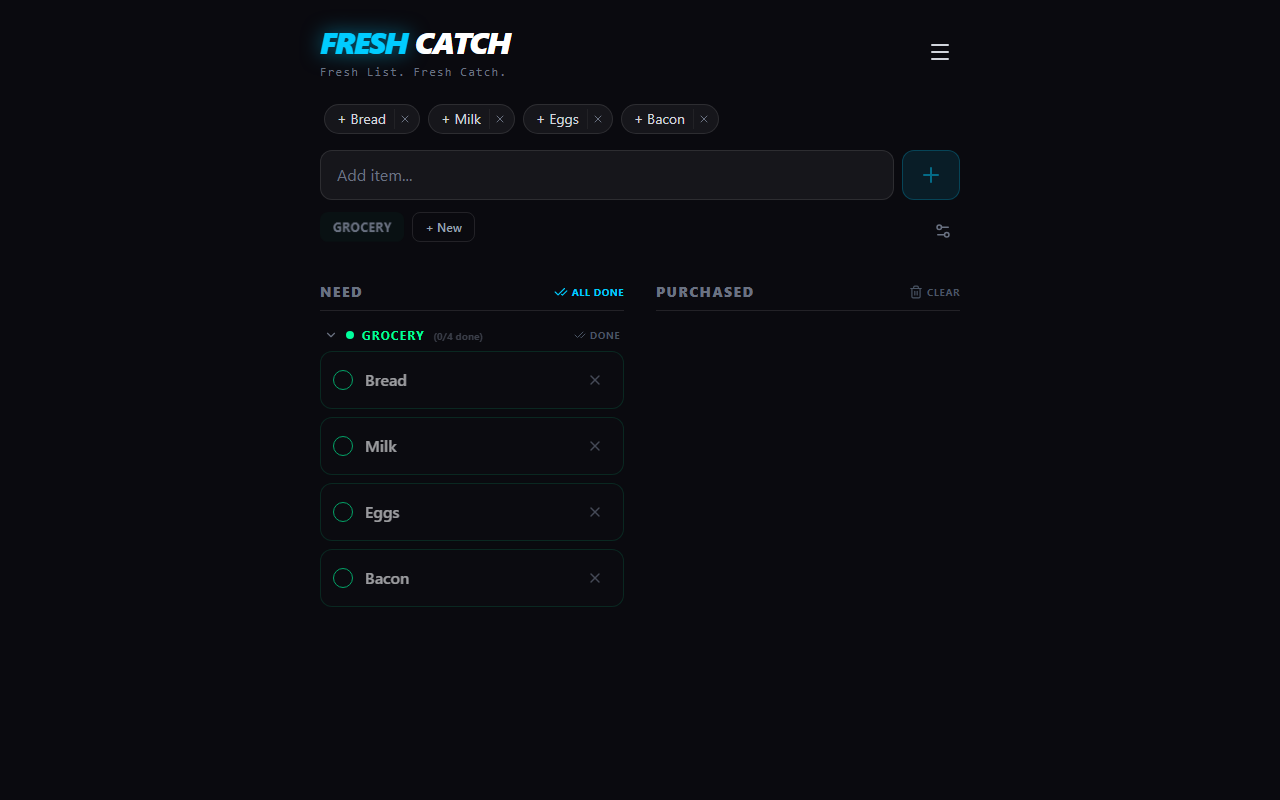 FRESH CATCH
Fresh List. Fresh Catch.
+ Bread + Milk + Eggs + Bacon
Add item...
GROCERY + New
NEED ALL DONE PURCHASED CLEAR
GROCERY (0/4 done) DONE
Bread
Milk
Eggs
Bacon